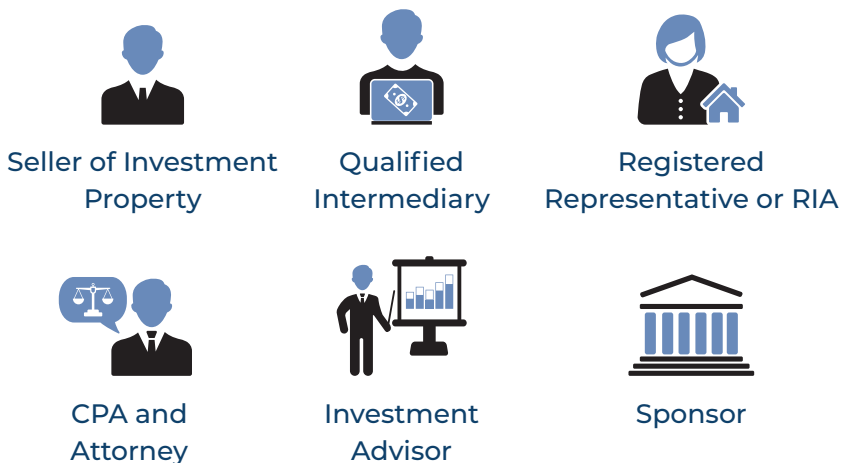 Seller of Investment
Property
Qualified
Intermediary
Registered
Representative or RIA
CPA and
Attorney
Investment
Advisor
Sponsor